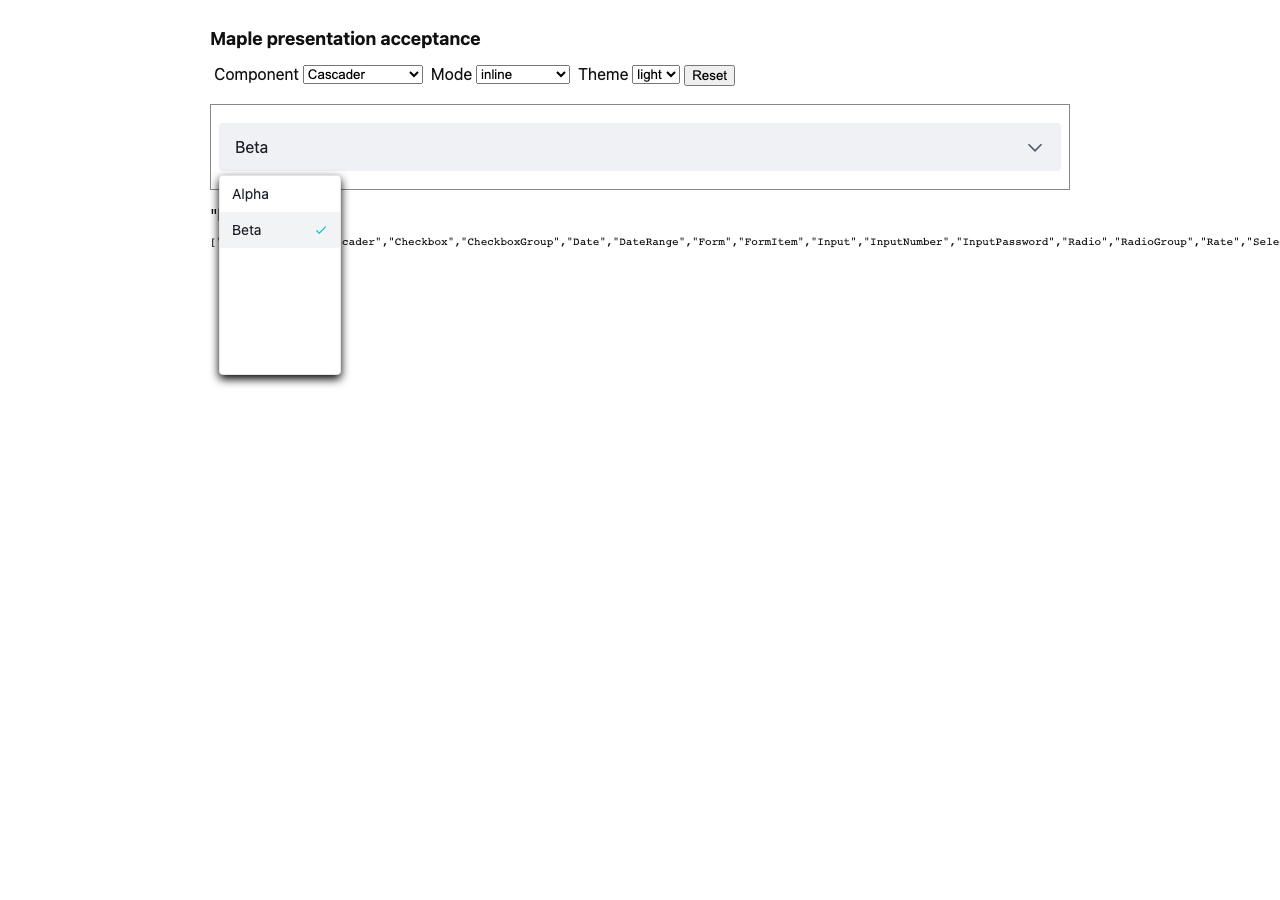 Maple presentation acceptance
Component Cascader Mode inline Theme light Reset
Beta
Alpha
"
Beta
[ cader","Checkbox","CheckboxGroup","Date","DateRange","Form","FormItem","Input","InputNumber","InputPassword","Radio","RadioGroup","Rate","Sele